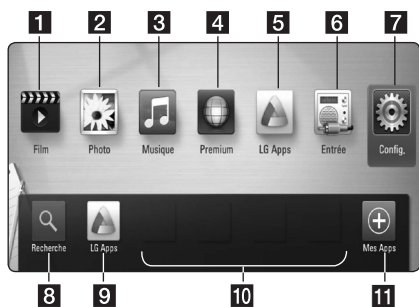 1 2 3 4 5 6 7
Film Photo Musique Premium LG Apps Entrée Config.
Recherche LG Apps Mes Apps
8 9 10 11